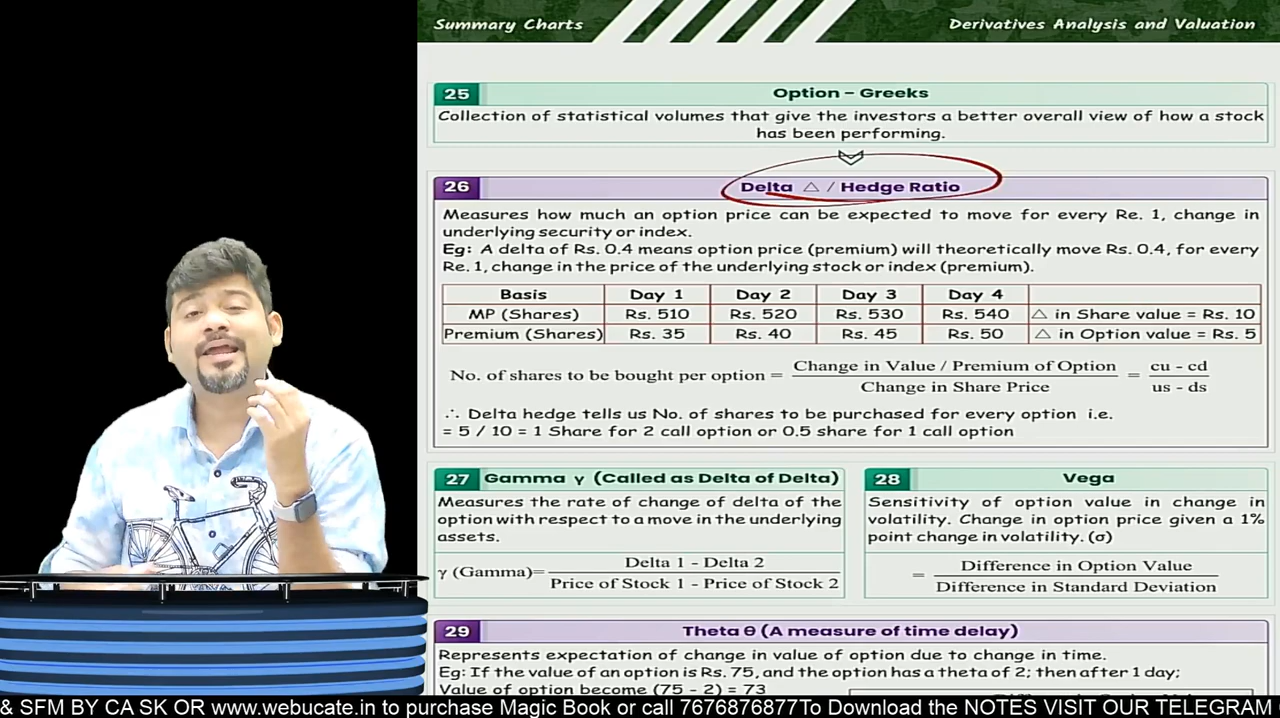 Summary Charts
Derivatives Analysis and Valuation
25
Option – Greeks
Collection of statistical volumes that give the investors a better overall view of how a stock
has been performing.
26
Delta △ / Hedge Ratio
Measures how much an option price can be expected to move for every Re. 1, change in
underlying security or index.
Eg: A delta of Rs. 0.4 means option price (premium) will theoretically move Rs. 0.4, for every
Re. 1, change in the price of the underlying stock or index (premium).
Basis Day 1 Day 2 Day 3 Day 4
MP (Shares) Rs. 510 Rs. 520 Rs. 530 Rs. 540 △ in Share value = Rs. 10
Premium (Shares) Rs. 35 Rs. 40 Rs. 45 Rs. 50 △ in Option value = Rs. 5
No. of shares to be bought per option = Change in Value / Premium of Option = cu - cd
Change in Share Price us - ds
∴ Delta hedge tells us No. of shares to be purchased for every option i.e.
= 5 / 10 = 1 Share for 2 call option or 0.5 share for 1 call option
27
Gamma γ (Called as Delta of Delta)
Measures the rate of change of delta of the
option with respect to a move in the underlying
assets.
γ (Gamma)= Delta 1 - Delta 2
Price of Stock 1 - Price of Stock 2
28
Vega
Sensitivity of option value in change in
volatility. Change in option price given a 1%
point change in volatility. (σ)
= Difference in Option Value
Difference in Standard Deviation
29
Theta θ (A measure of time delay)
Represents expectation of change in value of option due to change in time.
Eg: If the value of an option is Rs. 75, and the option has a theta of 2; then after 1 day;
Value of option become (75 - 2) = 73
& SFM BY CA SK OR www.webucate.in to purchase Magic Book or call 7676876877To Download the NOTES VISIT OUR TELEGRAM